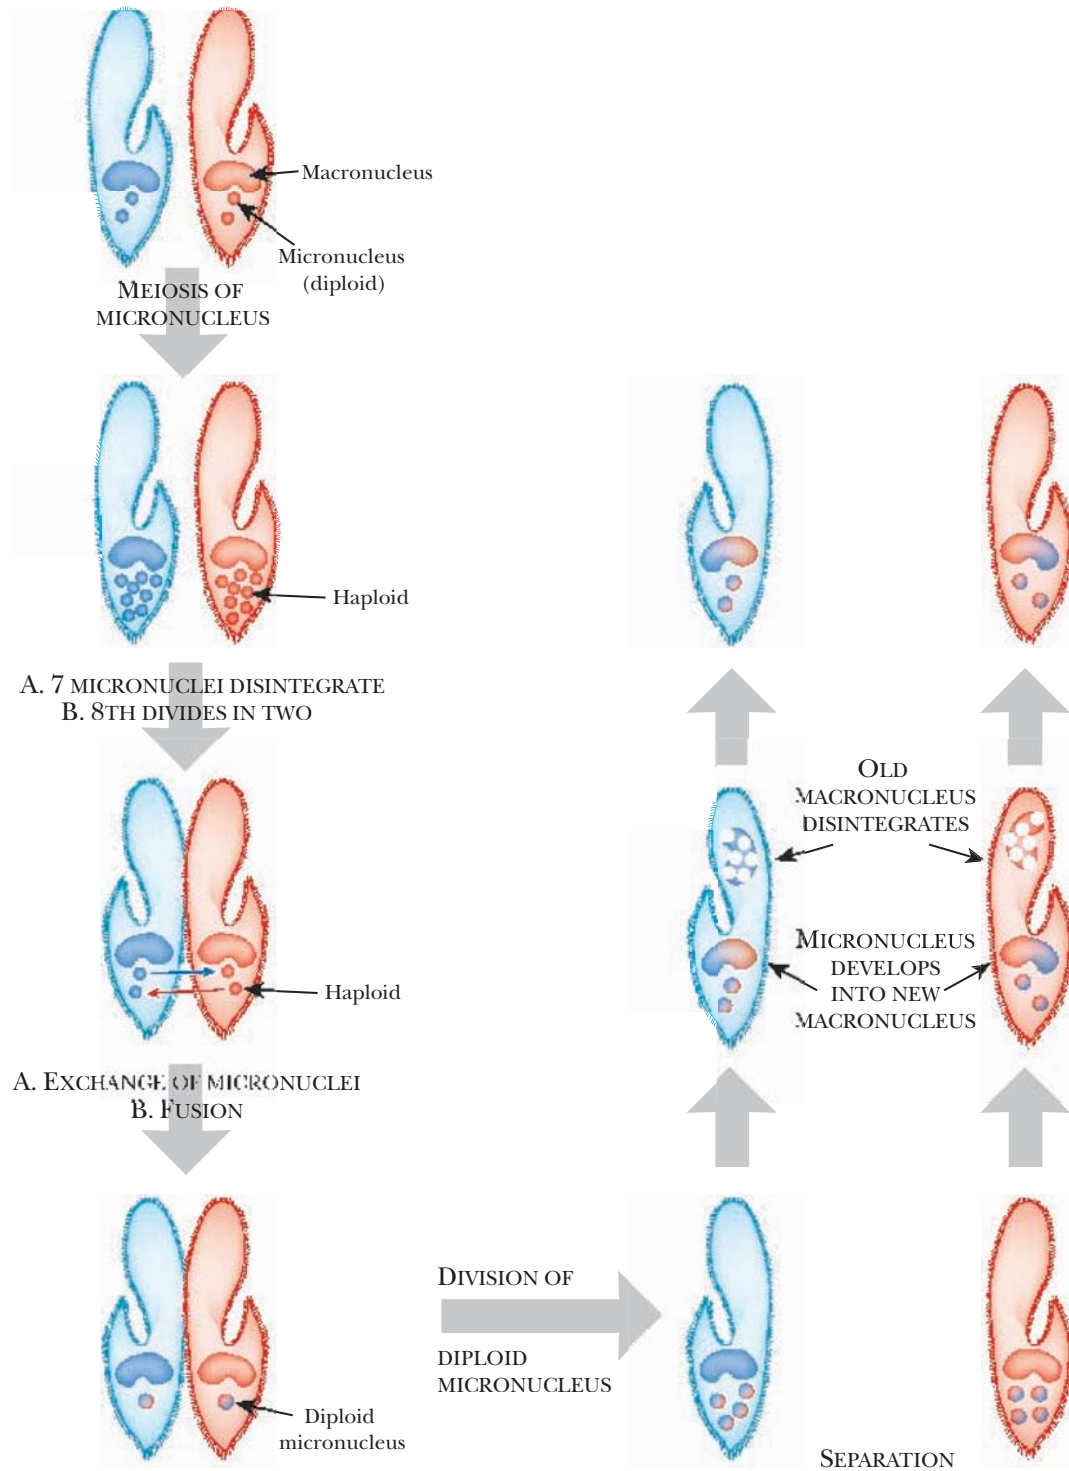 Macronucleus
Micronucleus
(diploid)
MEIOSIS OF
MICRONUCLEUS
Haploid
A. 7 MICRONUCLEI DISINTEGRATE
B. 8TH DIVIDES IN TWO
Haploid
A. EXCHANGE OF MICRONUCLEI
B. FUSION
Diploid
micronucleus
DIVISION OF
DIPLOID
MICRONUCLEUS
SEPARATION
MICRONUCLEUS
DEVELOPS
INTO NEW
MACRONUCLEUS
OLD
MACRONUCLEUS
DISINTEGRATES